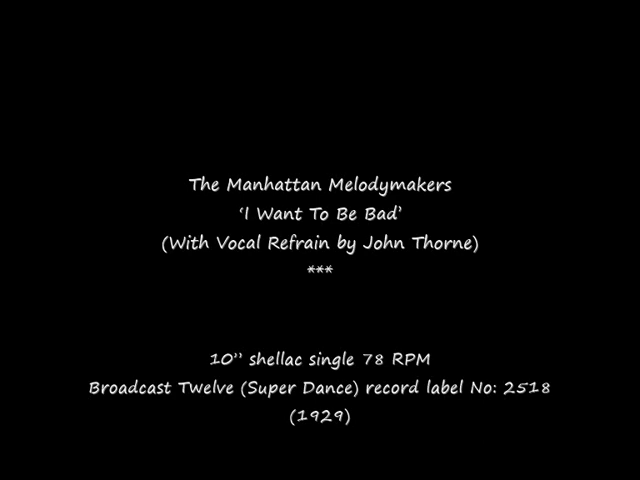 The Manhattan Melodymakers
‘I Want To Be Bad’
(With Vocal Refrain by John Thorne)
***
10” shellac single 78 RPM
Broadcast Twelve (Super Dance) record label No: 2518
(1929)